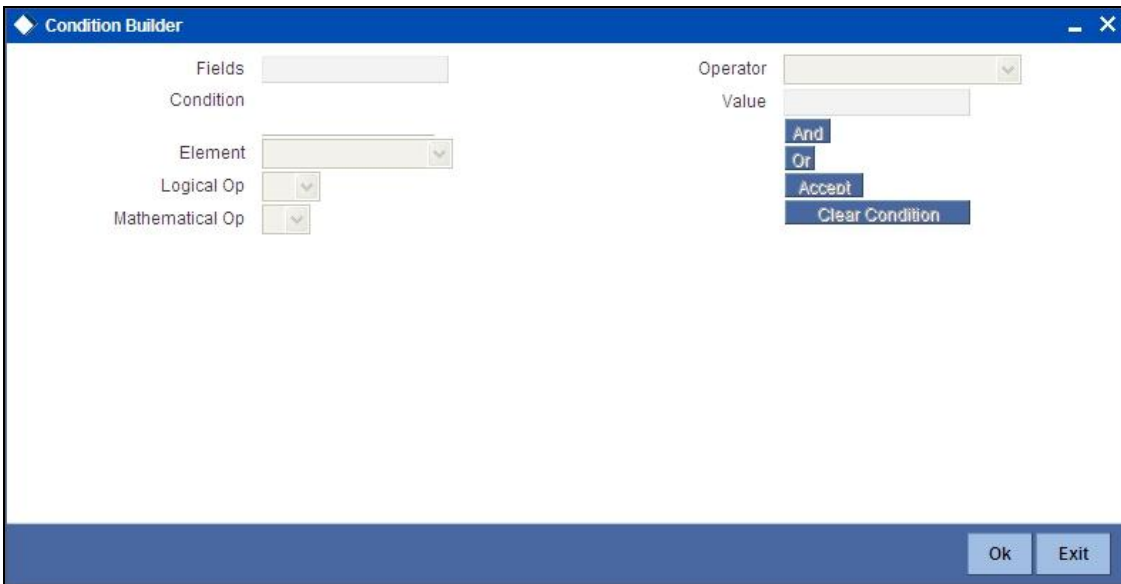 Condition Builder
Fields
Operator
Condition
Value
And
Element
Or
Logical Op
Accept
Mathematical Op
Clear Condition
Ok
Exit